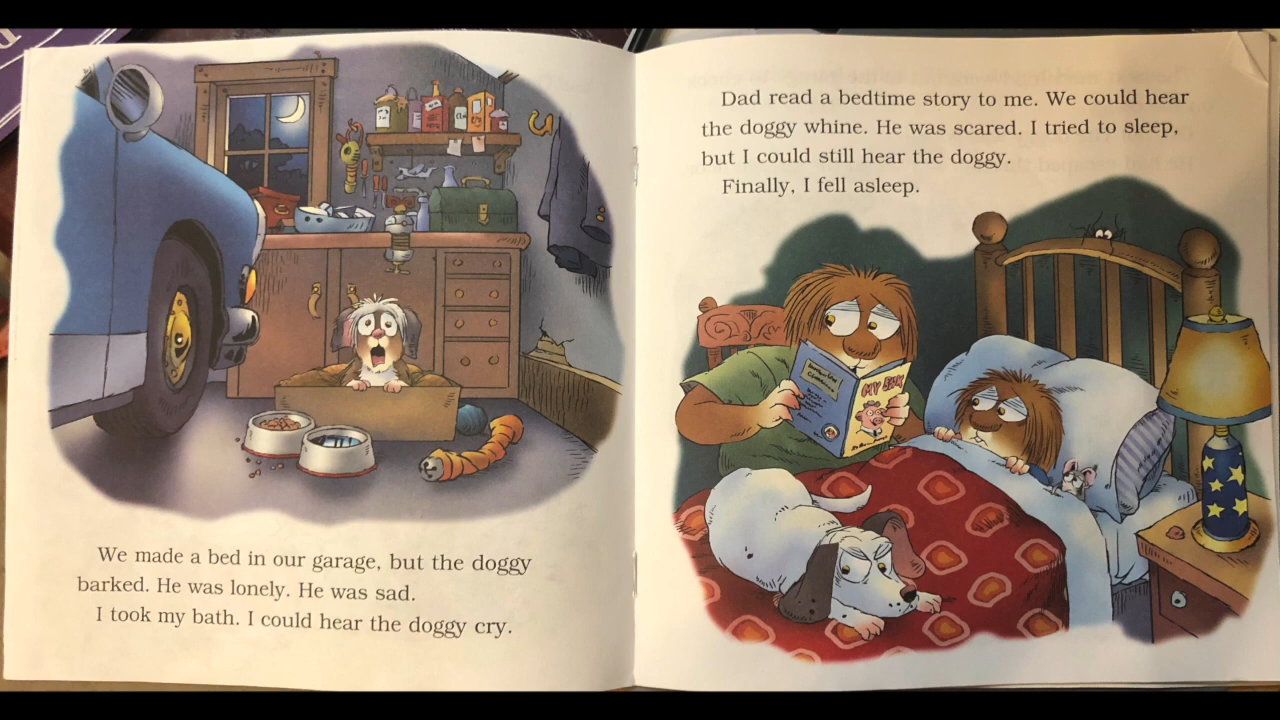 We made a bed in our garage, but the doggy
barked. He was lonely. He was sad.
I took my bath. I could hear the doggy cry.
Dad read a bedtime story to me. We could hear
the doggy whine. He was scared. I tried to sleep,
but I could still hear the doggy.
Finally, I fell asleep.
MY BOOK